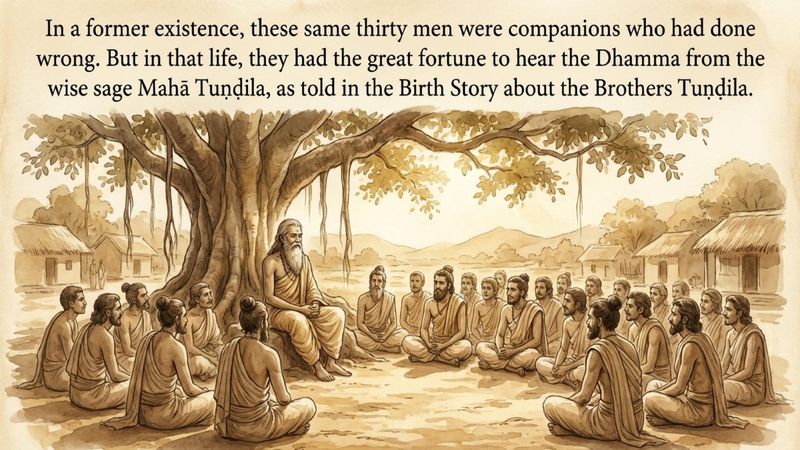 In a former existence, these same thirty men were companions who had done
wrong. But in that life, they had the great fortune to hear the Dhamma from the
wise sage Mahā Tuṇḍila, as told in the Birth Story about the Brothers Tuṇḍila.